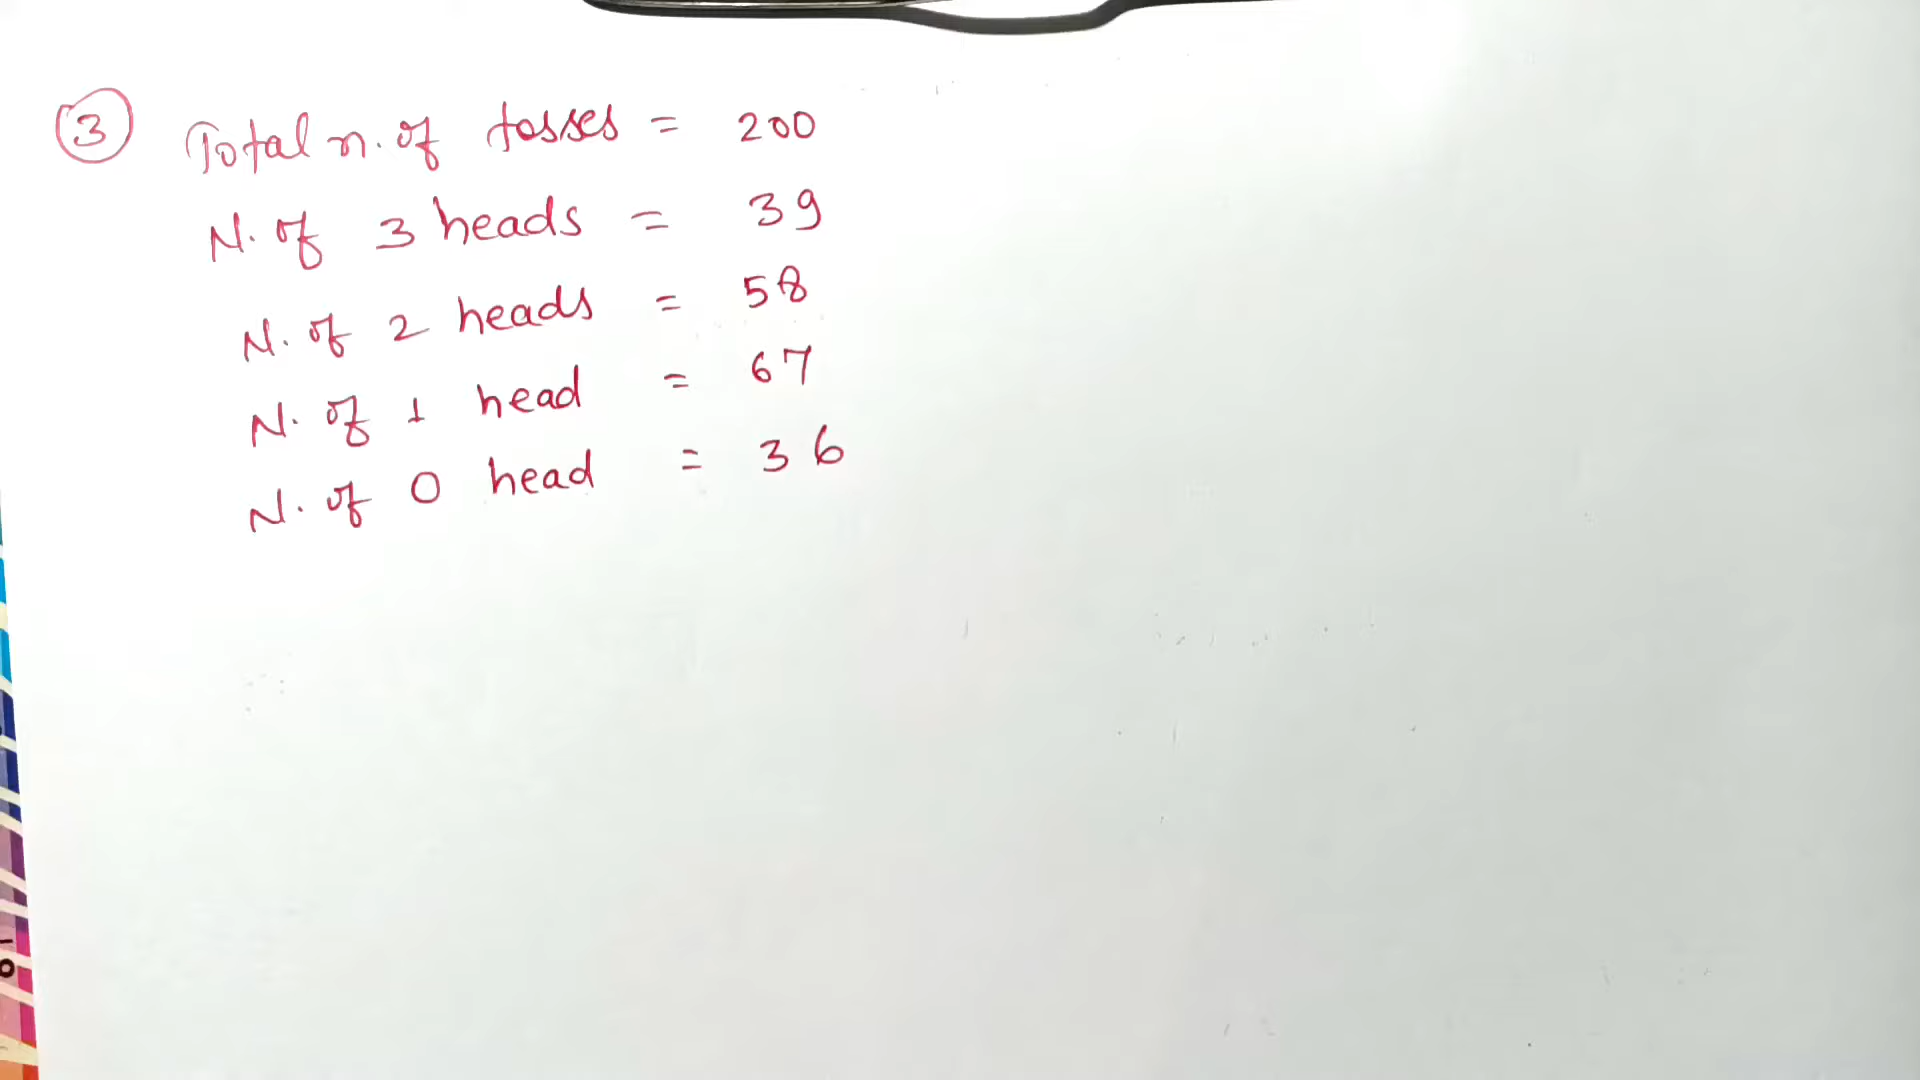 3 Total n. of tosses = 200
N. of 3 heads = 39
N. of 2 heads = 58
N. of 1 head = 67
N. of 0 head = 36